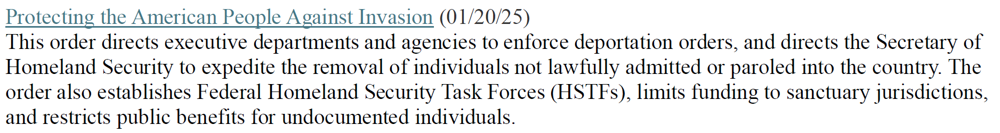 Protecting the American People Against Invasion (01/20/25)
This order directs executive departments and agencies to enforce deportation orders, and directs the Secretary of
Homeland Security to expedite the removal of individuals not lawfully admitted or paroled into the country. The
order also establishes Federal Homeland Security Task Forces (HSTFs), limits funding to sanctuary jurisdictions,
and restricts public benefits for undocumented individuals.